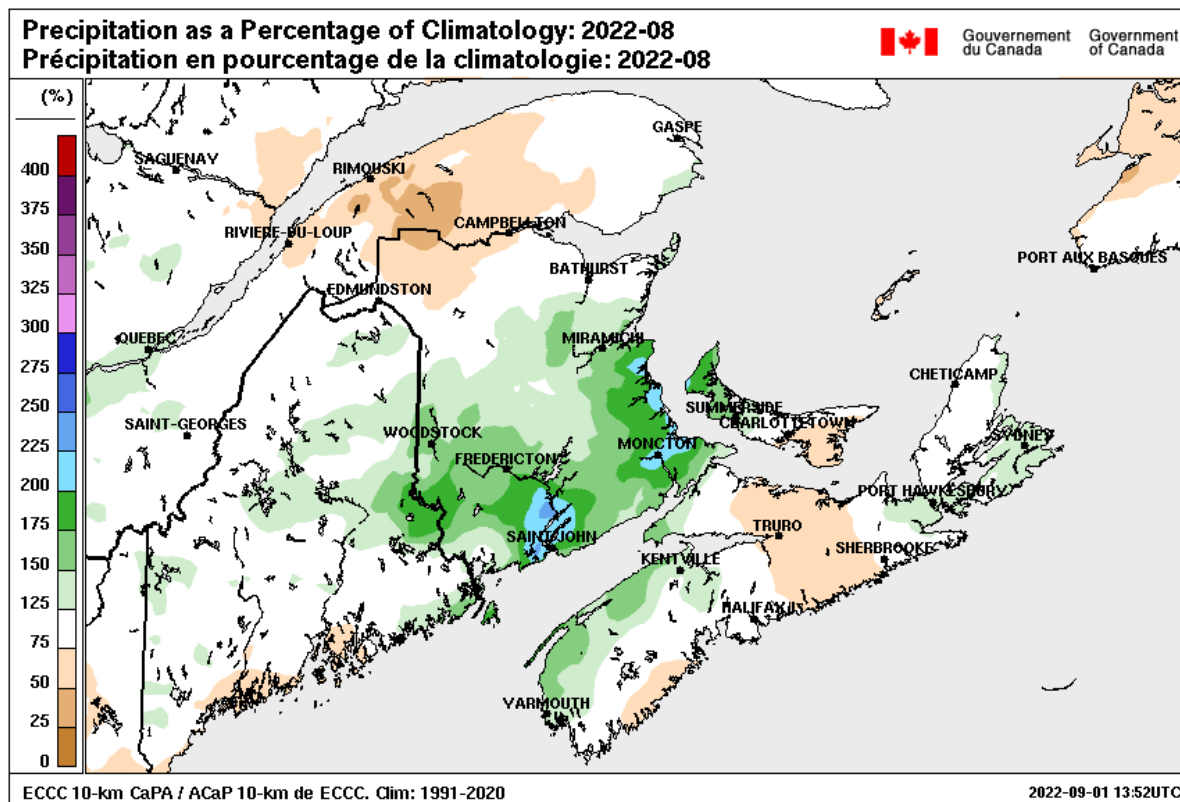 Precipitation as a Percentage of Climatology: 2022-08
Précipitation en pourcentage de la climatologie: 2022-08
Gouvernement du Canada
Government of Canada
(%)
400
375
350
325
300
275
250
225
200
175
150
125
75
50
25
0
GASPE
SAGUENAY
RIMOUSKI
RIVIERE-DU-LOUP
CAMPBELLTON
PORT AUX BASQUES
BATHURST
EDMUNDSTON
QUEBEC
MIRAMICHI
CHETICAMP
SUMMERSIDE
CHARLOTTETOWN
SAINT-GEORGES
WOODSTOCK
MONCTON
SYDNEY
FREDERICTON
PORT HAWKESBURY
TRURO
SAINT JOHN
SHERBROOKE
KENTVILLE
HALIFAX
YARMOUTH
ECCC 10-km CaPA / ACaP 10-km de ECCC. Clim: 1991-2020
2022-09-01 13:52UTC